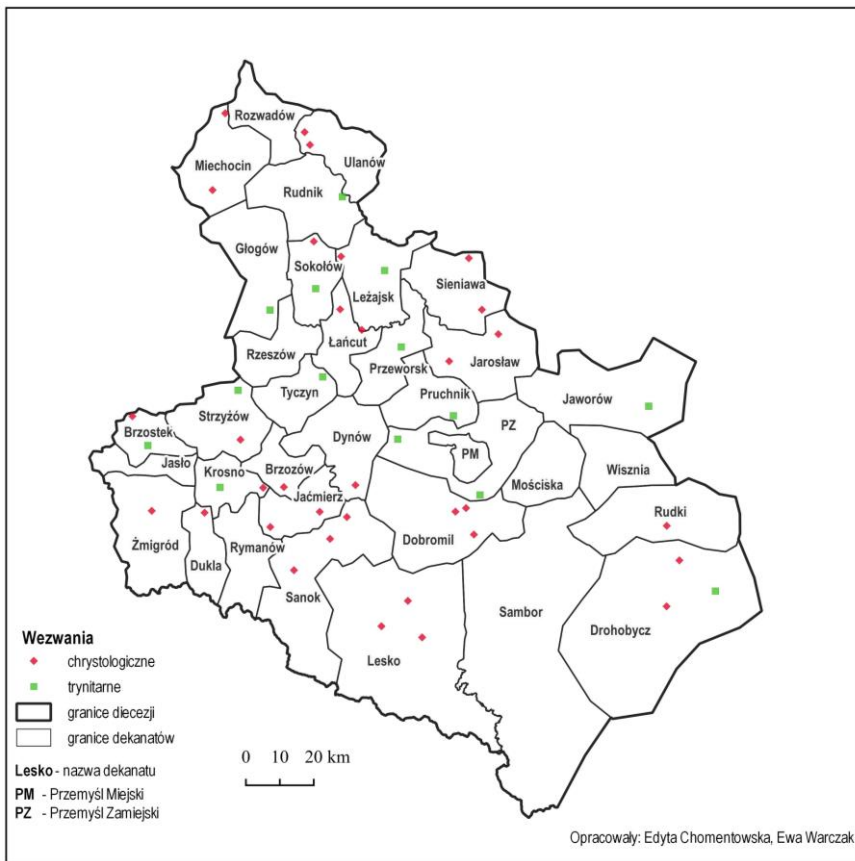 Rozwadów
Miechocin
Ulanów
Rudnik
Głogów
Sokołów
Leżajsk
Sieniawa
Łańcut
Rzeszów
Przeworsk
Jarosław
Tyczyn
Pruchnik
Jaworów
Strzyżów
Brzostek
Dynów
PZ
PM
Jasło
Krosno
Brzozów
Mościska
Wisznia
Jaćmierz
Rudki
Żmigród
Dukla
Rymanów
Dobromil
Sanok
Sambor
Drohobycz
Lesko
Wezwania
chrystologiczne
trynitarne
granice diecezji
granice dekanatów
Lesko - nazwa dekanatu
PM - Przemyśl Miejski
PZ - Przemyśl Zamiejski
0 10 20 km
Opracowały: Edyta Chomentowska, Ewa Warczak